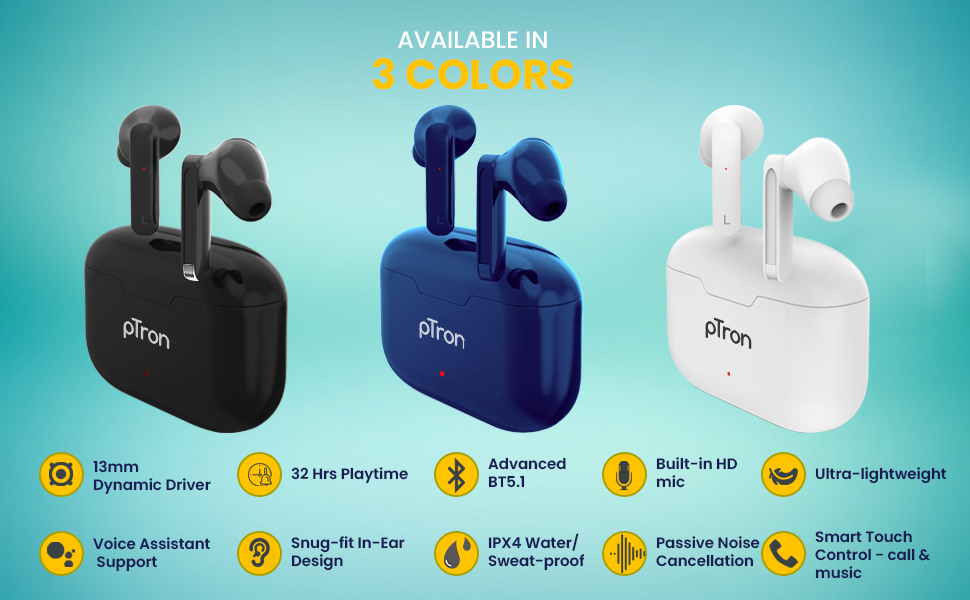 AVAILABLE IN
3 COLORS
L
L
L
pTron
pTron
pTron
13mm
Dynamic Driver
32 Hrs Playtime
Advanced
BT5.1
Built-in HD
mic
Ultra-lightweight
Voice Assistant
Support
Snug-fit In-Ear
Design
IPX4 Water/
Sweat-proof
Passive Noise
Cancellation
Smart Touch
Control - call &
music